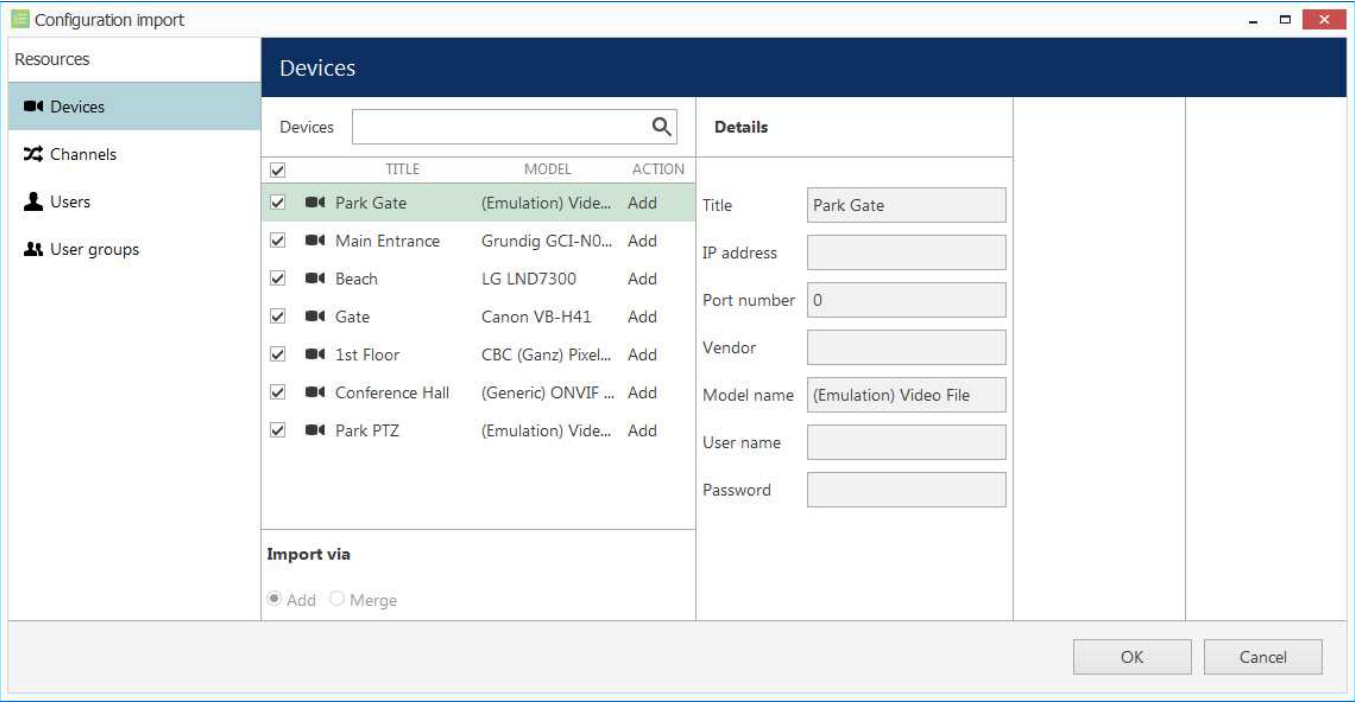 Configuration import
Resources
Devices
Channels
Users
User groups
Devices
Devices
TITLE MODEL ACTION
Park Gate (Emulation) Vide... Add
Main Entrance Grundig GCI-N0... Add
Beach LG LND7300 Add
Gate Canon VB-H41 Add
1st Floor CBC (Ganz) Pixel... Add
Conference Hall (Generic) ONVIF ... Add
Park PTZ (Emulation) Vide... Add
Import via
Add Merge
Details
Title Park Gate
IP address
Port number 0
Vendor
Model name (Emulation) Video File
User name
Password
OK Cancel